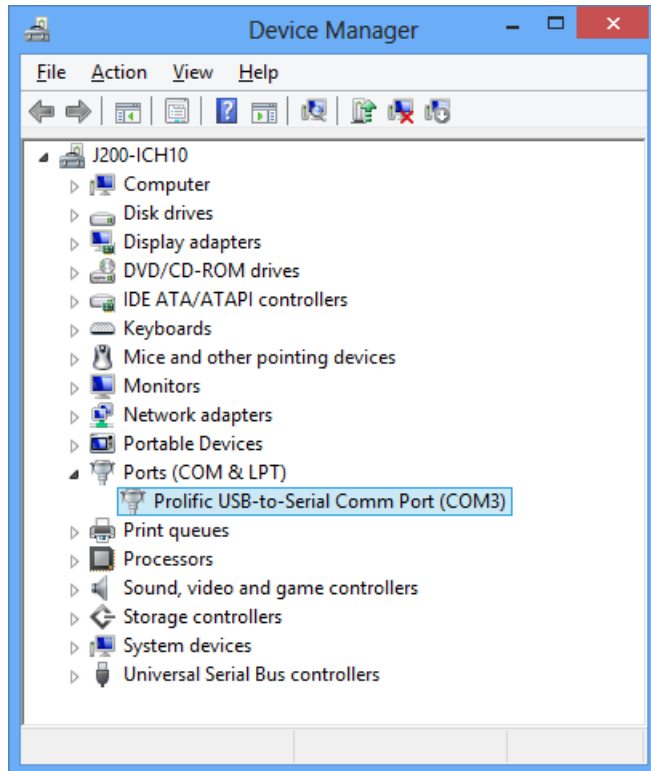 Device Manager
File Action View Help
J200-ICH10
Computer
Disk drives
Display adapters
DVD/CD-ROM drives
IDE ATA/ATAPI controllers
Keyboards
Mice and other pointing devices
Monitors
Network adapters
Portable Devices
Ports (COM & LPT)
Prolific USB-to-Serial Comm Port (COM3)
Print queues
Processors
Sound, video and game controllers
Storage controllers
System devices
Universal Serial Bus controllers